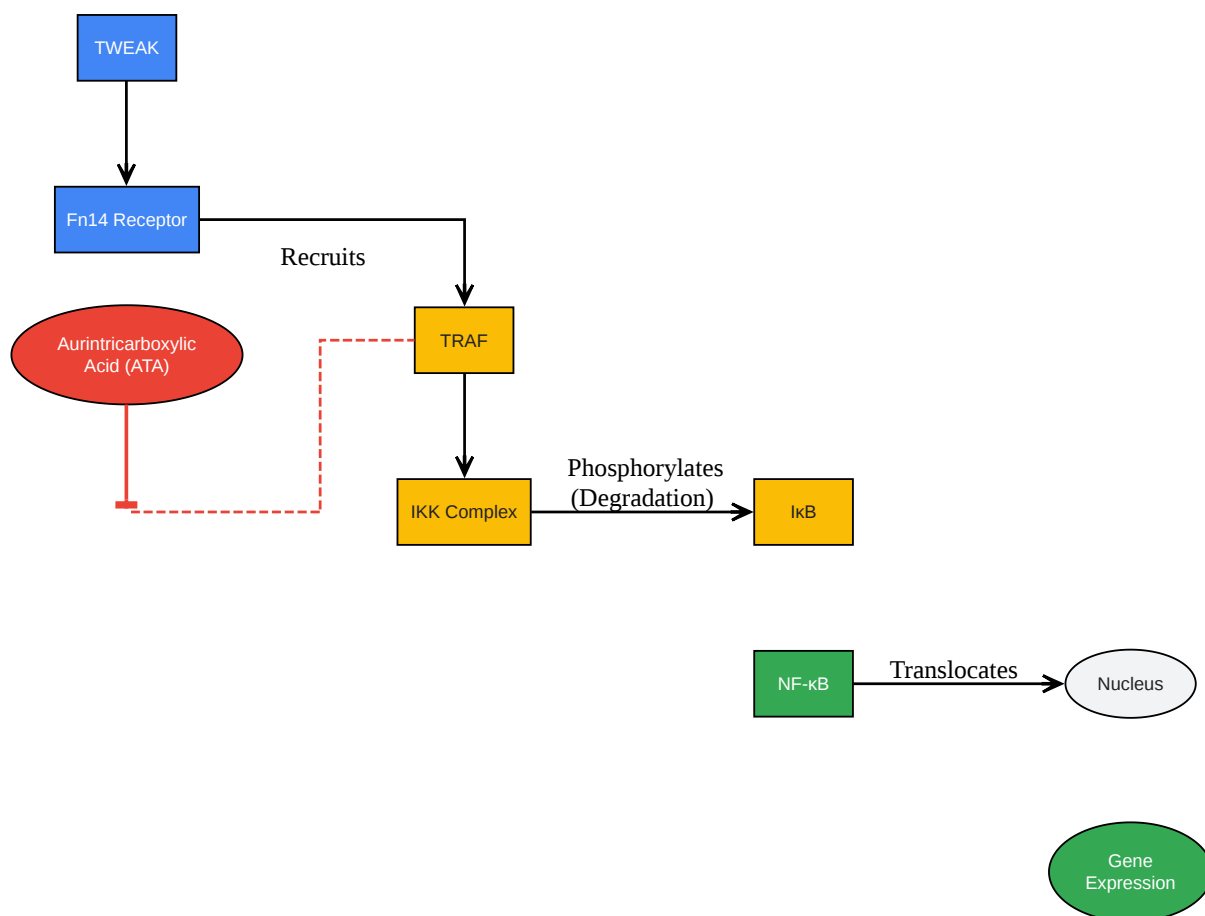 TWEAK
Fn14 Receptor
Recruits
Aurintricarboxylic
Acid (ATA)
TRAF
Phosphorylates
(Degradation)
IKK Complex
IκB
NF-κB
Translocates
Nucleus
Gene
Expression